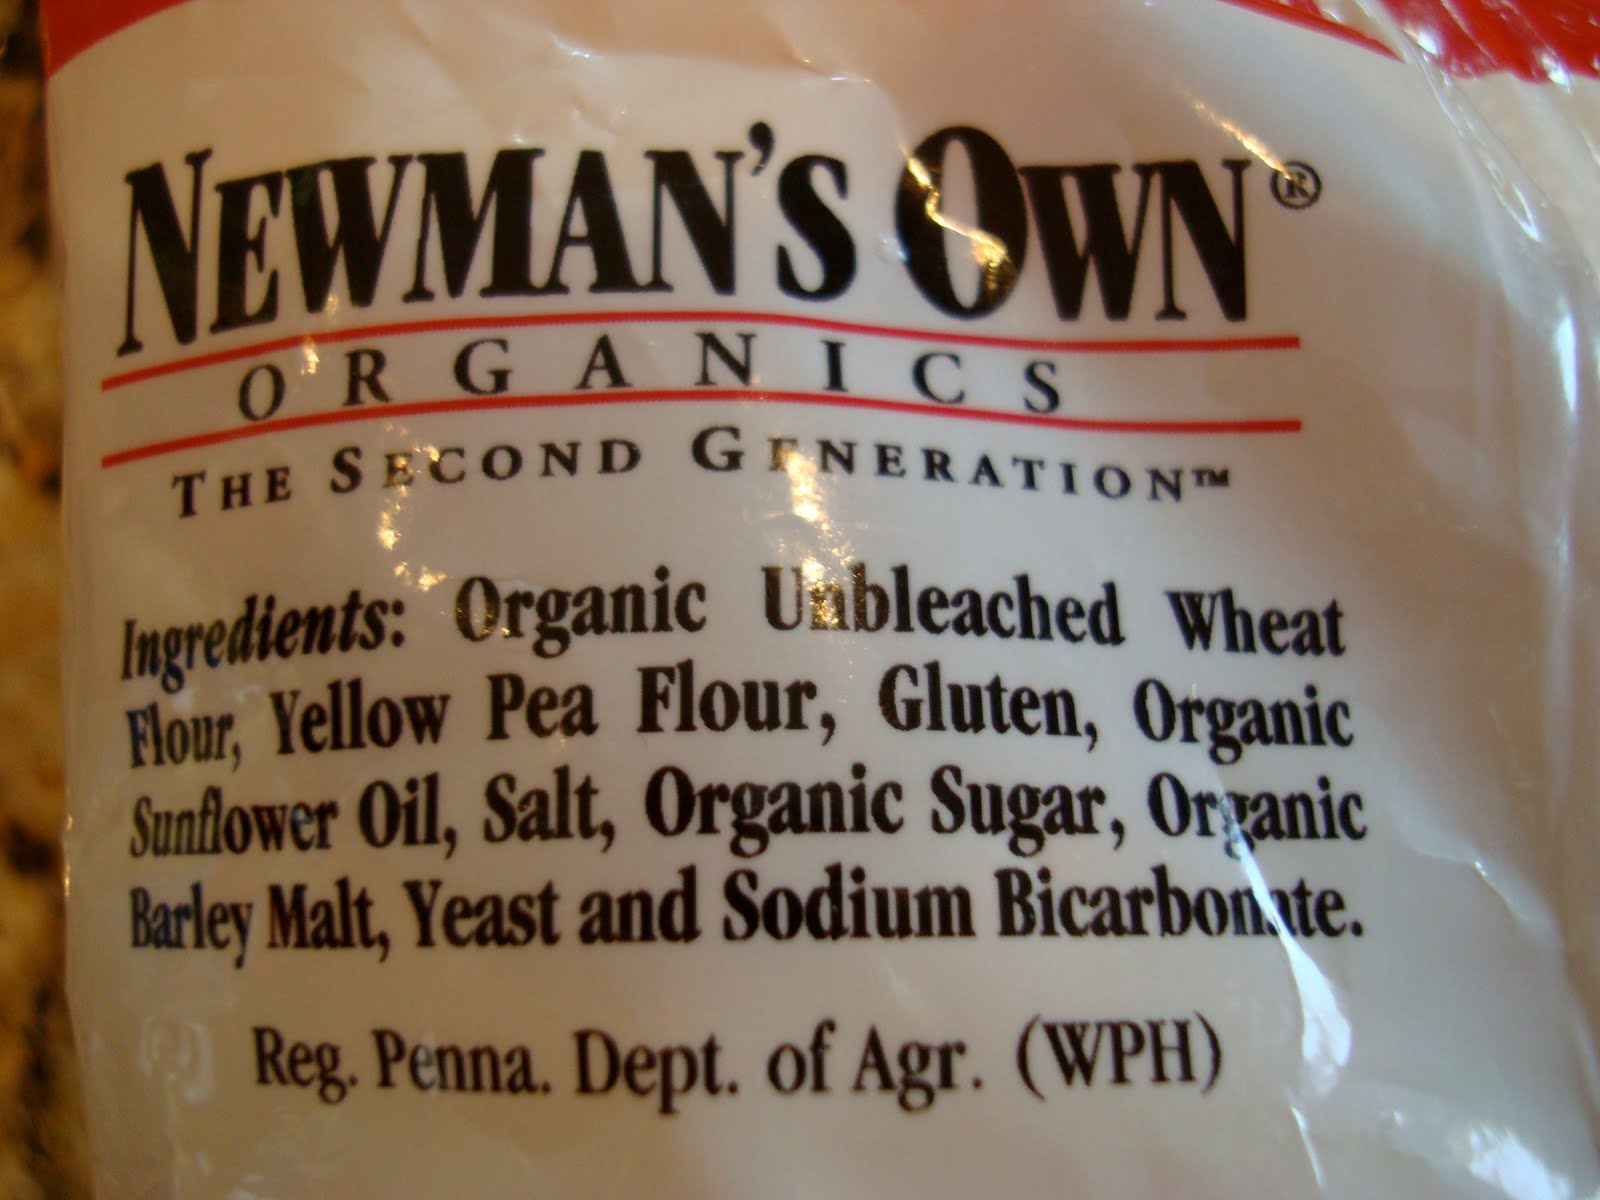 NEWMAN'S OWN®
ORGANICS
THE SECOND GENERATION™
Ingredients: Organic Unbleached Wheat
Flour, Yellow Pea Flour, Gluten, Organic
Sunflower Oil, Salt, Organic Sugar, Organic
Barley Malt, Yeast and Sodium Bicarbonate.
Reg. Penna. Dept. of Agr. (WPH)